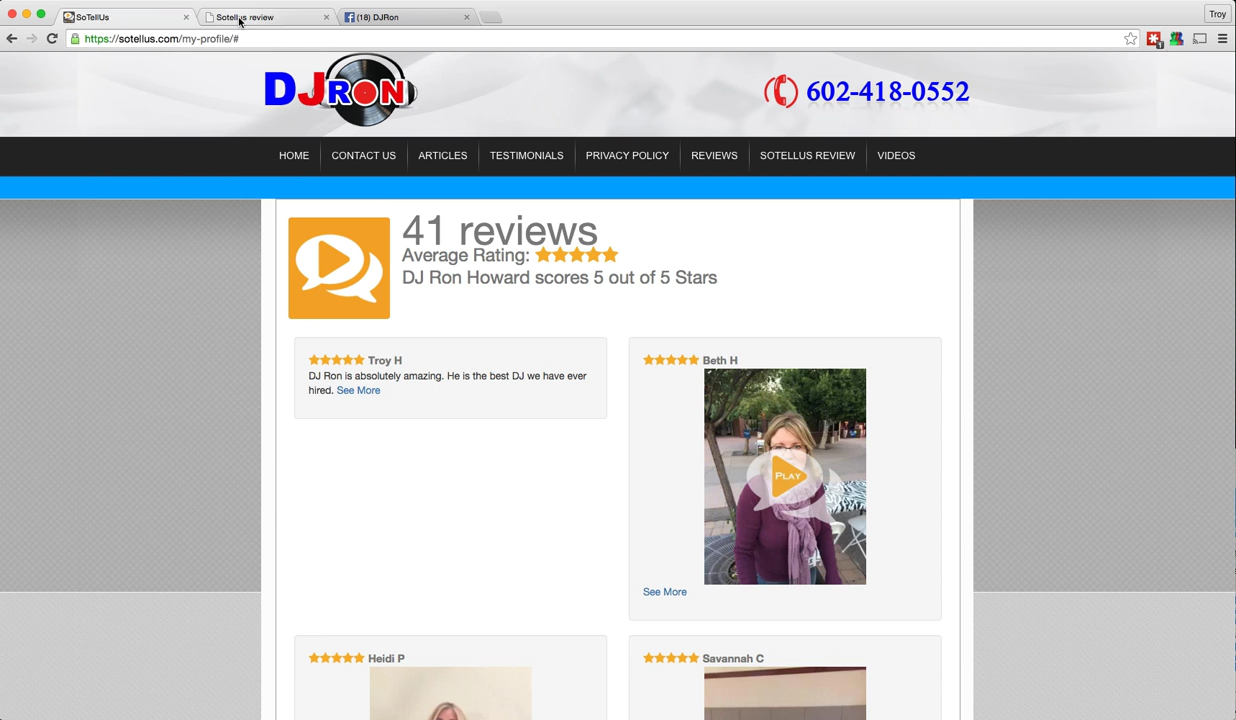 SoTellUs
Sotellus review
(18) DJRon
Troy
https://sotellus.com/my-profile/#
1
DJRON
602-418-0552
HOME
CONTACT US
ARTICLES
TESTIMONIALS
PRIVACY POLICY
REVIEWS
SOTELLUS REVIEW
VIDEOS
41 reviews
Average Rating:
DJ Ron Howard scores 5 out of 5 Stars
Troy H
DJ Ron is absolutely amazing. He is the best DJ we have ever
hired. See More
Beth H
PLAY
See More
Heidi P
Savannah C